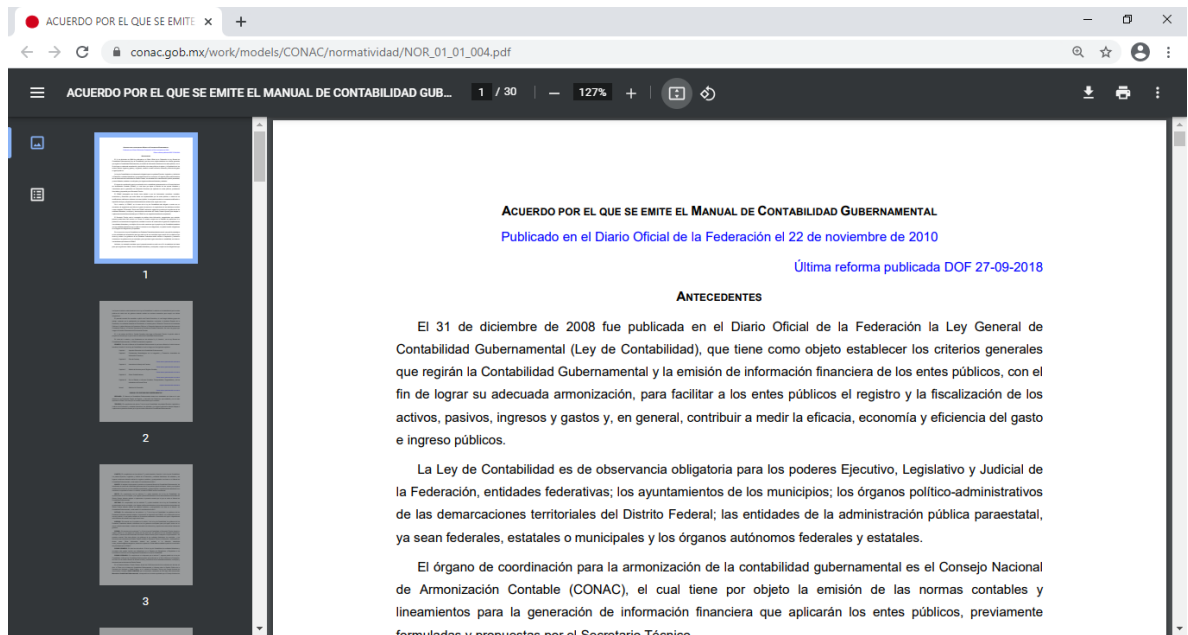 ACUERDO POR EL QUE SE EMITE
conac.gob.mx/work/models/CONAC/normatividad/NOR_01_01_004.pdf
ACUERDO POR EL QUE SE EMITE EL MANUAL DE CONTABILIDAD GUB... 1 / 30 127%
1
2
3
ACUERDO POR EL QUE SE EMITE EL MANUAL DE CONTABILIDAD GUBERNAMENTAL
Publicado en el Diario Oficial de la Federación el 22 de noviembre de 2010
Última reforma publicada DOF 27-09-2018
ANTECEDENTES
El 31 de diciembre de 2008 fue publicada en el Diario Oficial de la Federación la Ley General de
Contabilidad Gubernamental (Ley de Contabilidad), que tiene como objeto establecer los criterios generales
que regirán la Contabilidad Gubernamental y la emisión de información financiera de los entes públicos, con el
fin de lograr su adecuada armonización, para facilitar a los entes públicos el registro y la fiscalización de los
activos, pasivos, ingresos y gastos y, en general, contribuir a medir la eficacia, economía y eficiencia del gasto
e ingreso públicos.
La Ley de Contabilidad es de observancia obligatoria para los poderes Ejecutivo, Legislativo y Judicial de
la Federación, entidades federativas; los ayuntamientos de los municipios; los órganos político-administrativos
de las demarcaciones territoriales del Distrito Federal; las entidades de la administración pública paraestatal,
ya sean federales, estatales o municipales y los órganos autónomos federales y estatales.
El órgano de coordinación para la armonización de la contabilidad gubernamental es el Consejo Nacional
de Armonización Contable (CONAC), el cual tiene por objeto la emisión de las normas contables y
lineamientos para la generación de información financiera que aplicarán los entes públicos, previamente
formuladas y propuestas por el Secretario Técnico.